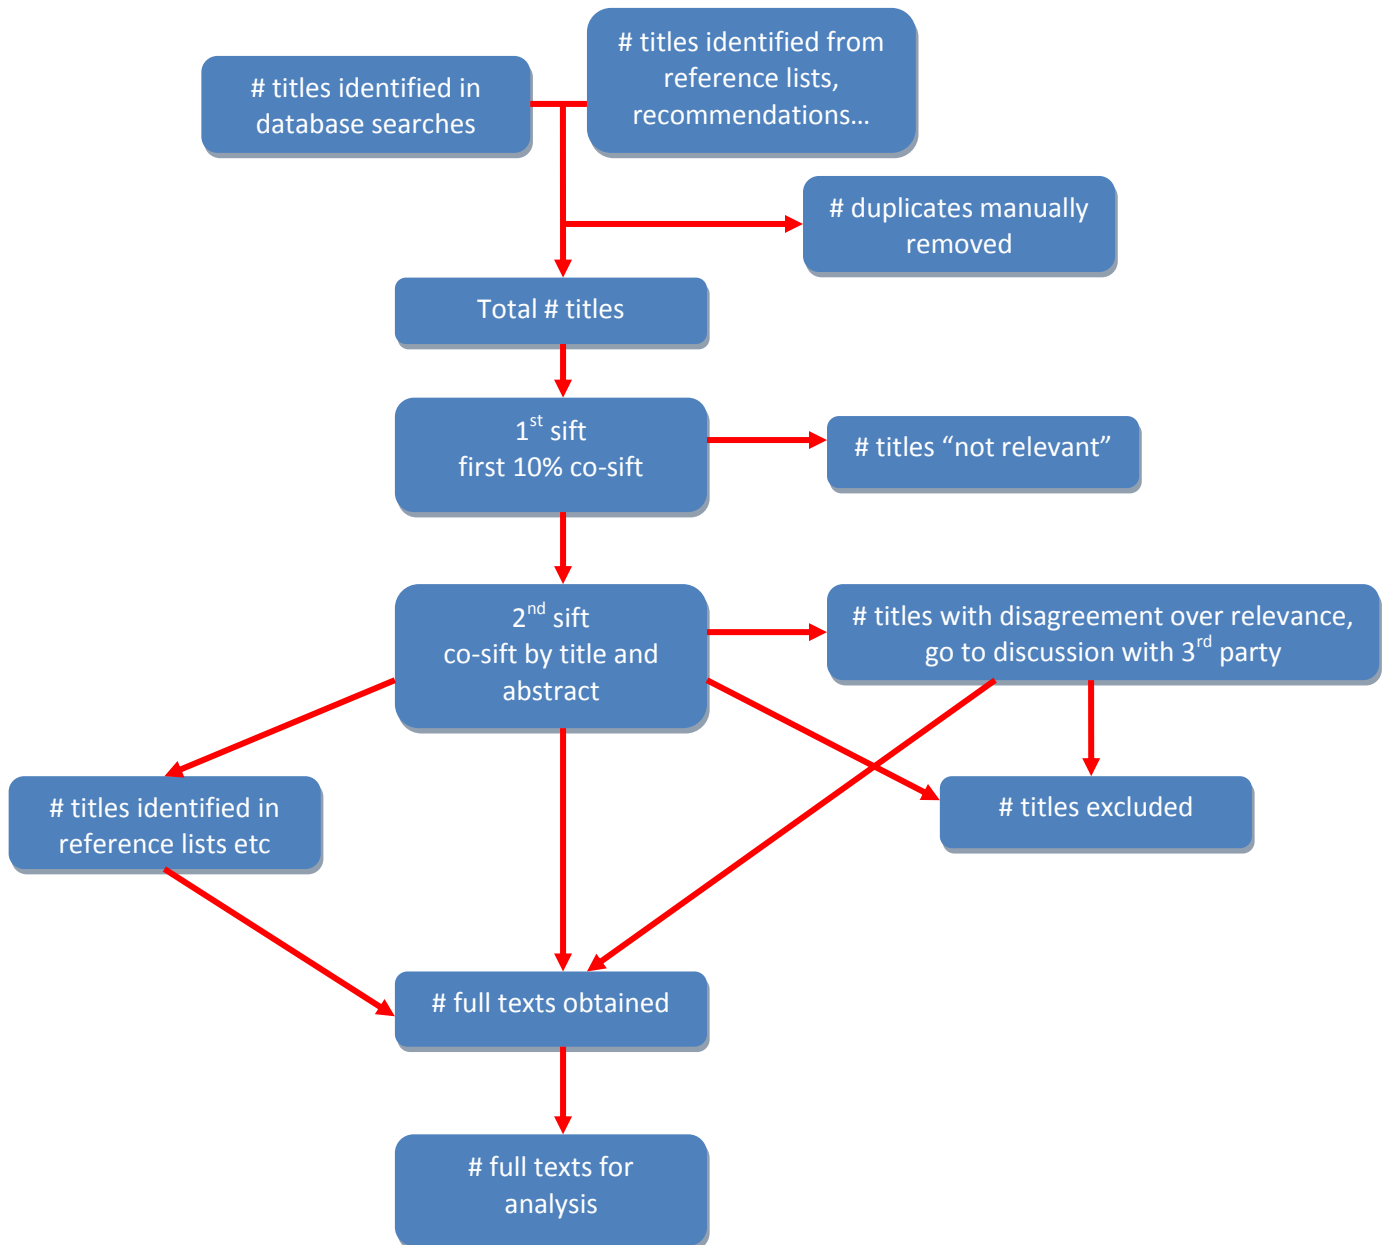 # titles identified in
database searches
# titles identified from
reference lists,
recommendations…
# duplicates manually
removed
Total # titles
1st sift
first 10% co-sift
# titles “not relevant”
2nd sift
co-sift by title and
abstract
# titles with disagreement over relevance,
go to discussion with 3rd party
# titles identified in
reference lists etc
# titles excluded
# full texts obtained
# full texts for
analysis